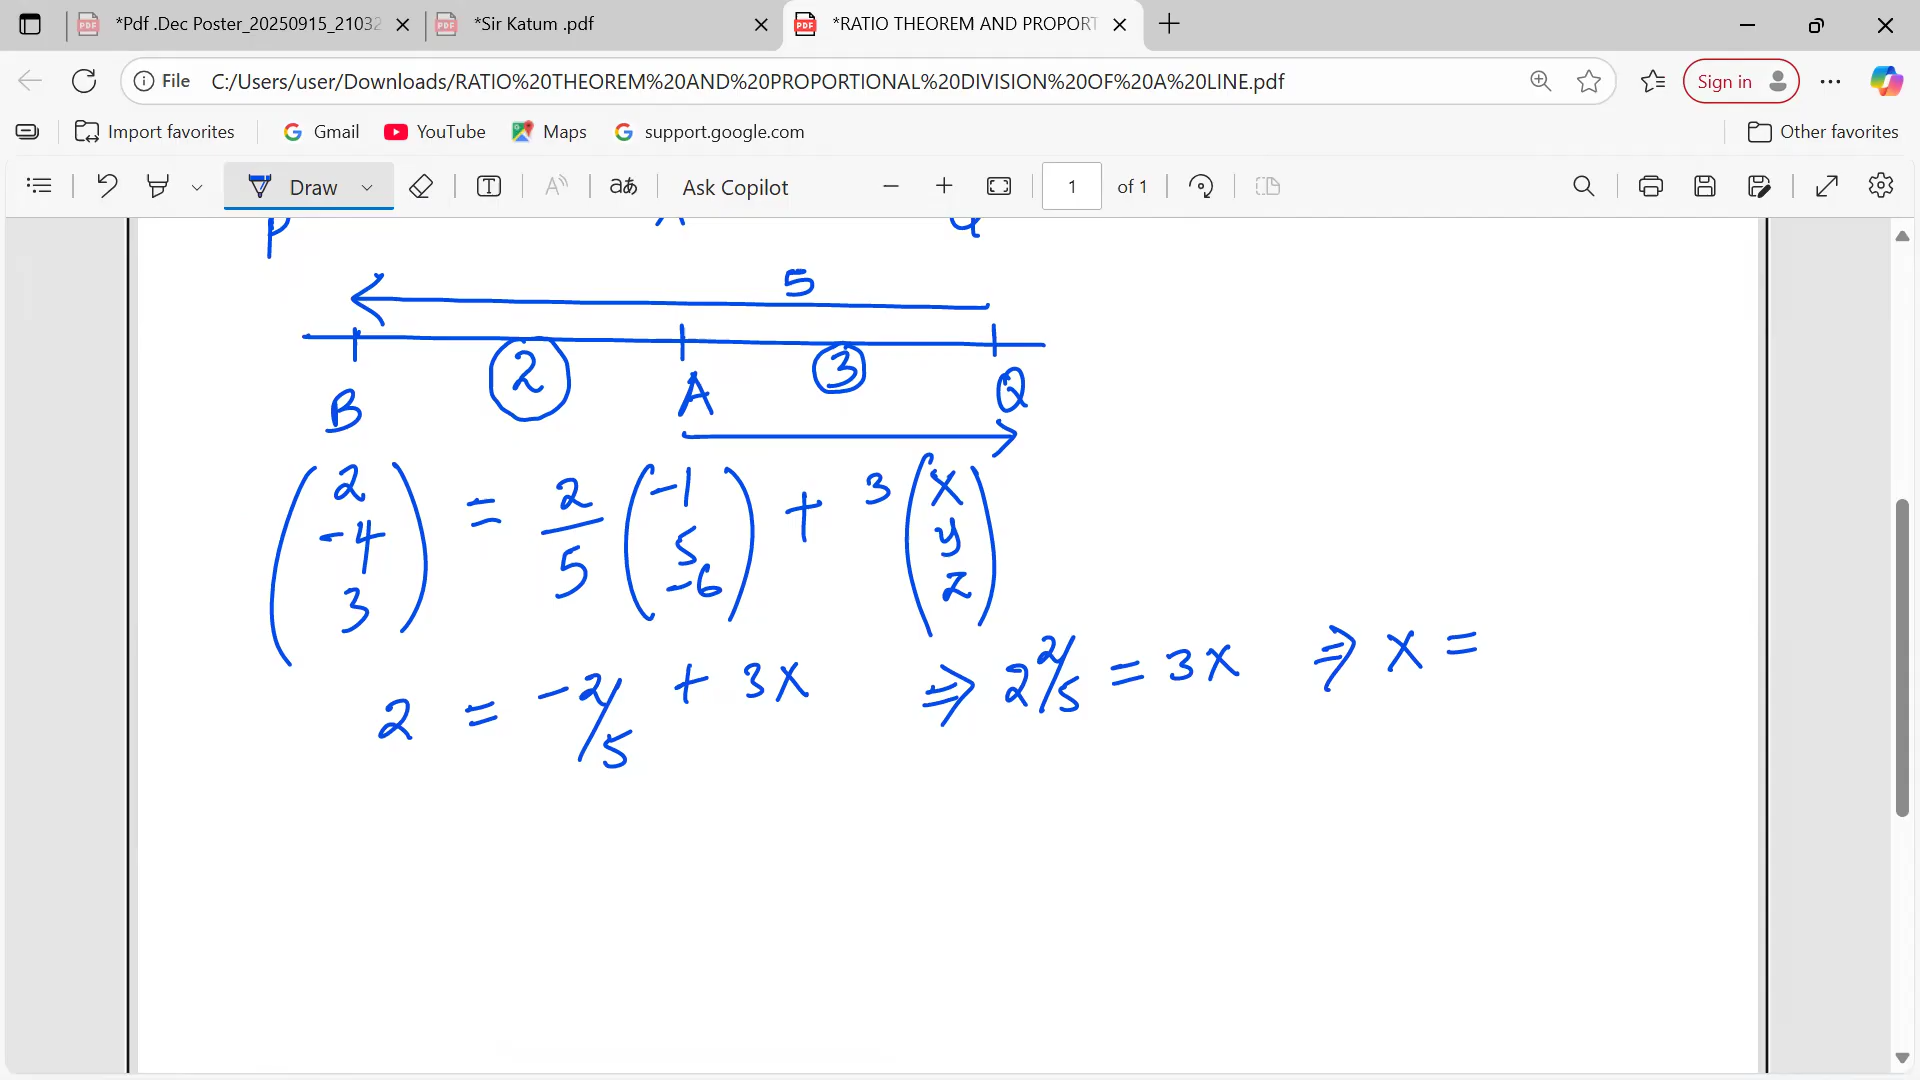 *Pdf .Dec Poster_20250915_21032
*Sir Katum .pdf
*RATIO THEOREM AND PROPORT
File C:/Users/user/Downloads/RATIO%20THEOREM%20AND%20PROPORTIONAL%20DIVISION%20OF%20A%20LINE.pdf
Sign in
Import favorites Gmail YouTube Maps support.google.com Other favorites
Draw Ask Copilot 1 of 1
P
5
2 3
B A Q
( 2 -4 3 ) = 2/5 ( -1 5 -6 ) + 3 ( x y z )
2 = -2/5 + 3x ⇒ 2 2/5 = 3x ⇒ x =